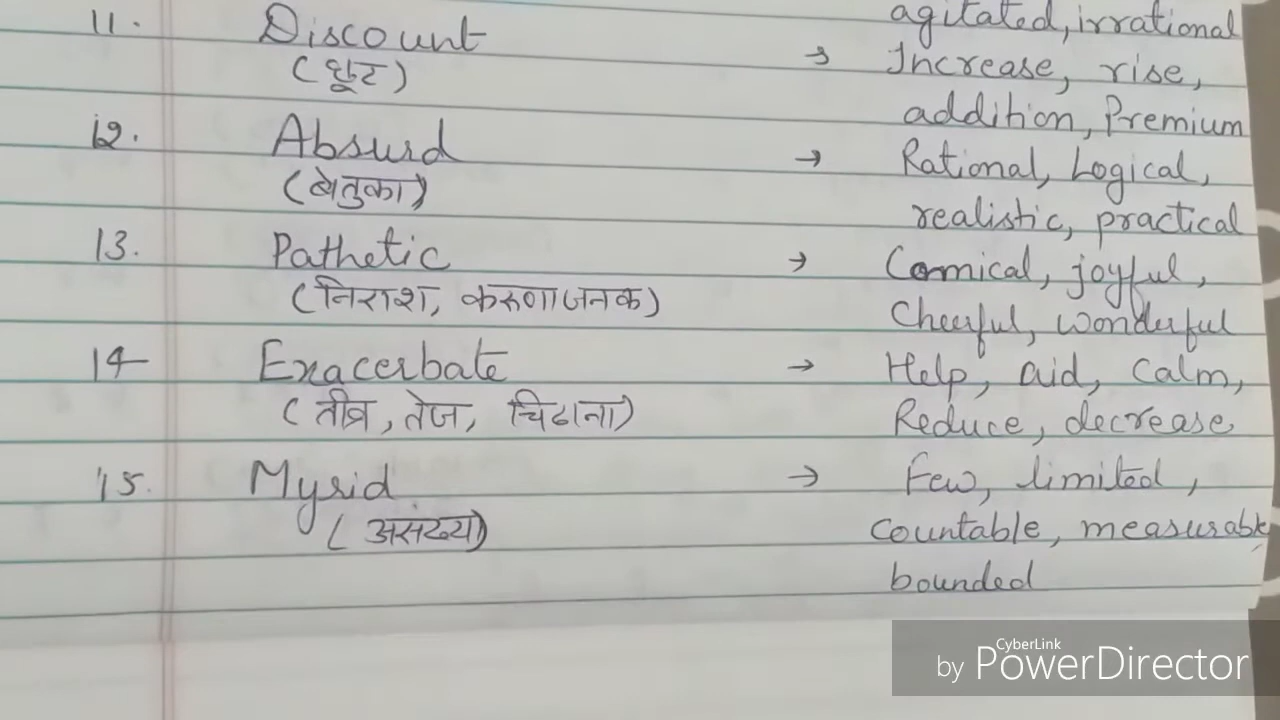 agitated, irrational
11. Discount → Increase, rise,
(छूट) addition, Premium
12. Absurd → Rational, Logical,
(बेतुका) realistic, practical
13. Pathetic → Comical, joyful,
(निराश, करुणाजनक) Cheerful, wonderful
14 Exacerbate → Help, aid, Calm,
(तीव्र, तेज, चिढाना) Reduce, decrease
15. Myrid → Few, limited,
(असंख्य) Countable, measurable
bounded
CyberLink
by PowerDirector